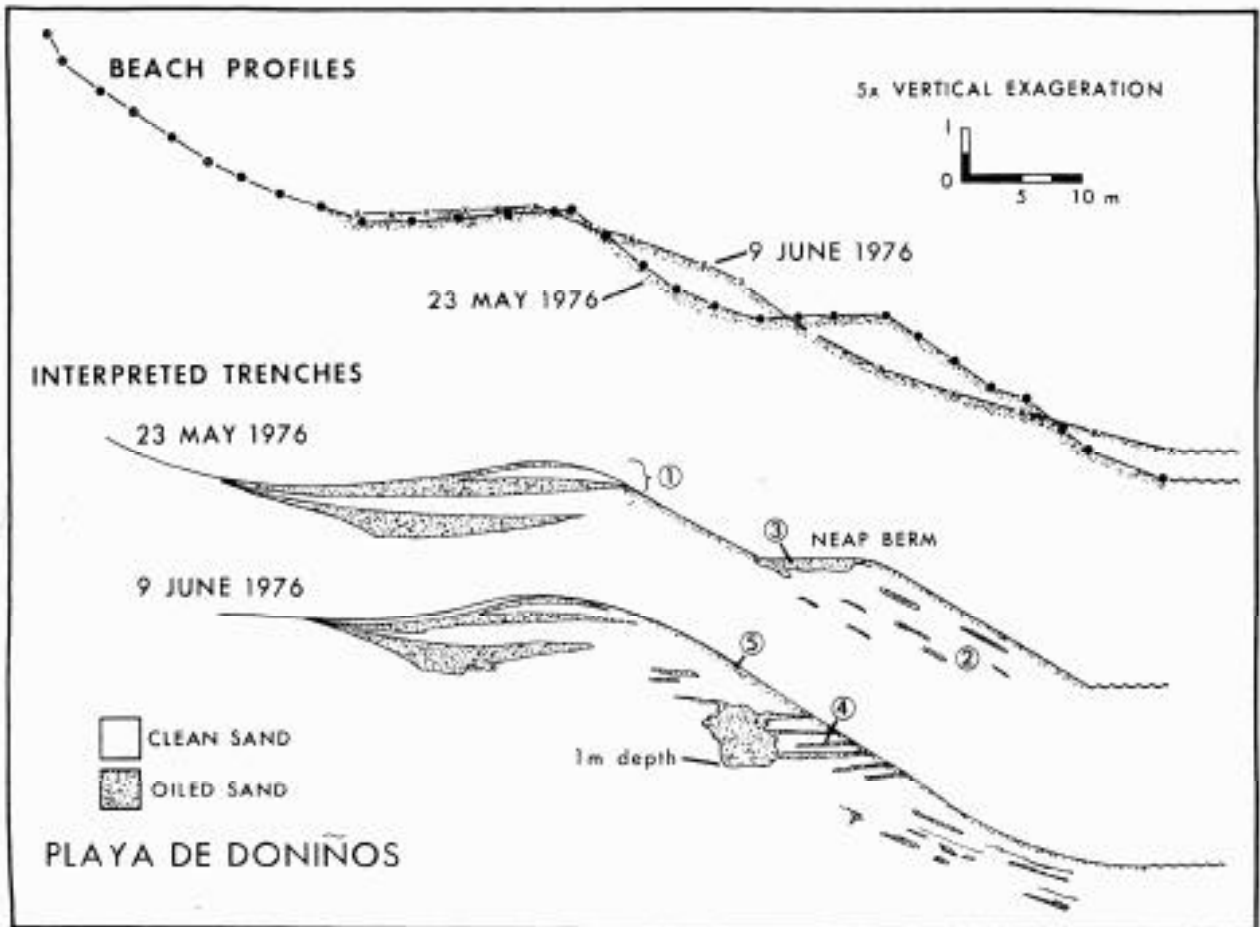 BEACH PROFILES
5x VERTICAL EXAGERATION
1
0
5
10 m
9 JUNE 1976
23 MAY 1976
INTERPRETED TRENCHES
23 MAY 1976
①
③
NEAP BERM
②
9 JUNE 1976
⑤
④
1m depth
CLEAN SAND
OILED SAND
PLAYA DE DONIÑOS